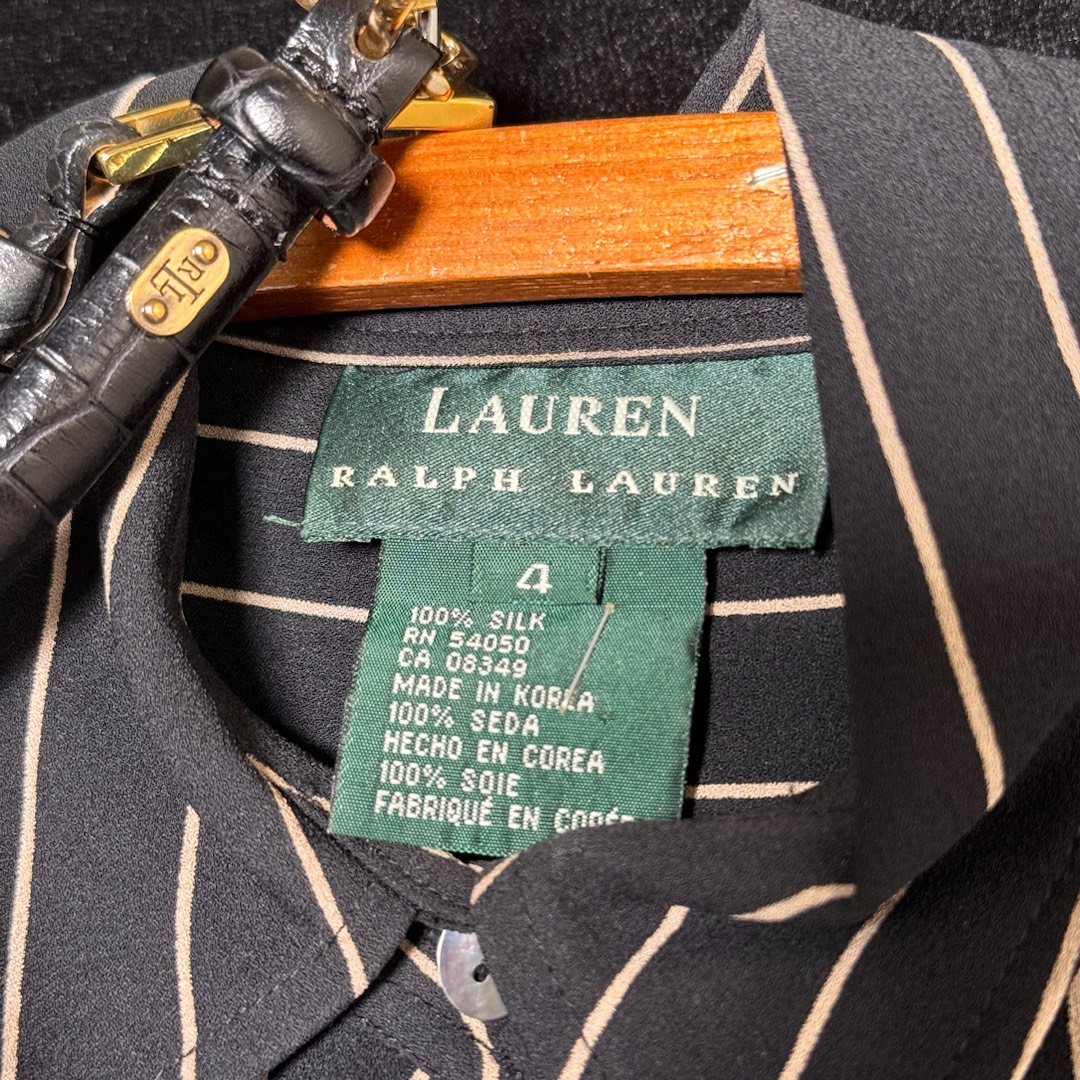 RLL
LAUREN
RALPH LAUREN
4
100% SILK
RN 54050
CA 08349
MADE IN KOREA
100% SEDA
HECHO EN COREA
100% SOIE
FABRIQUÉ EN CORÉE